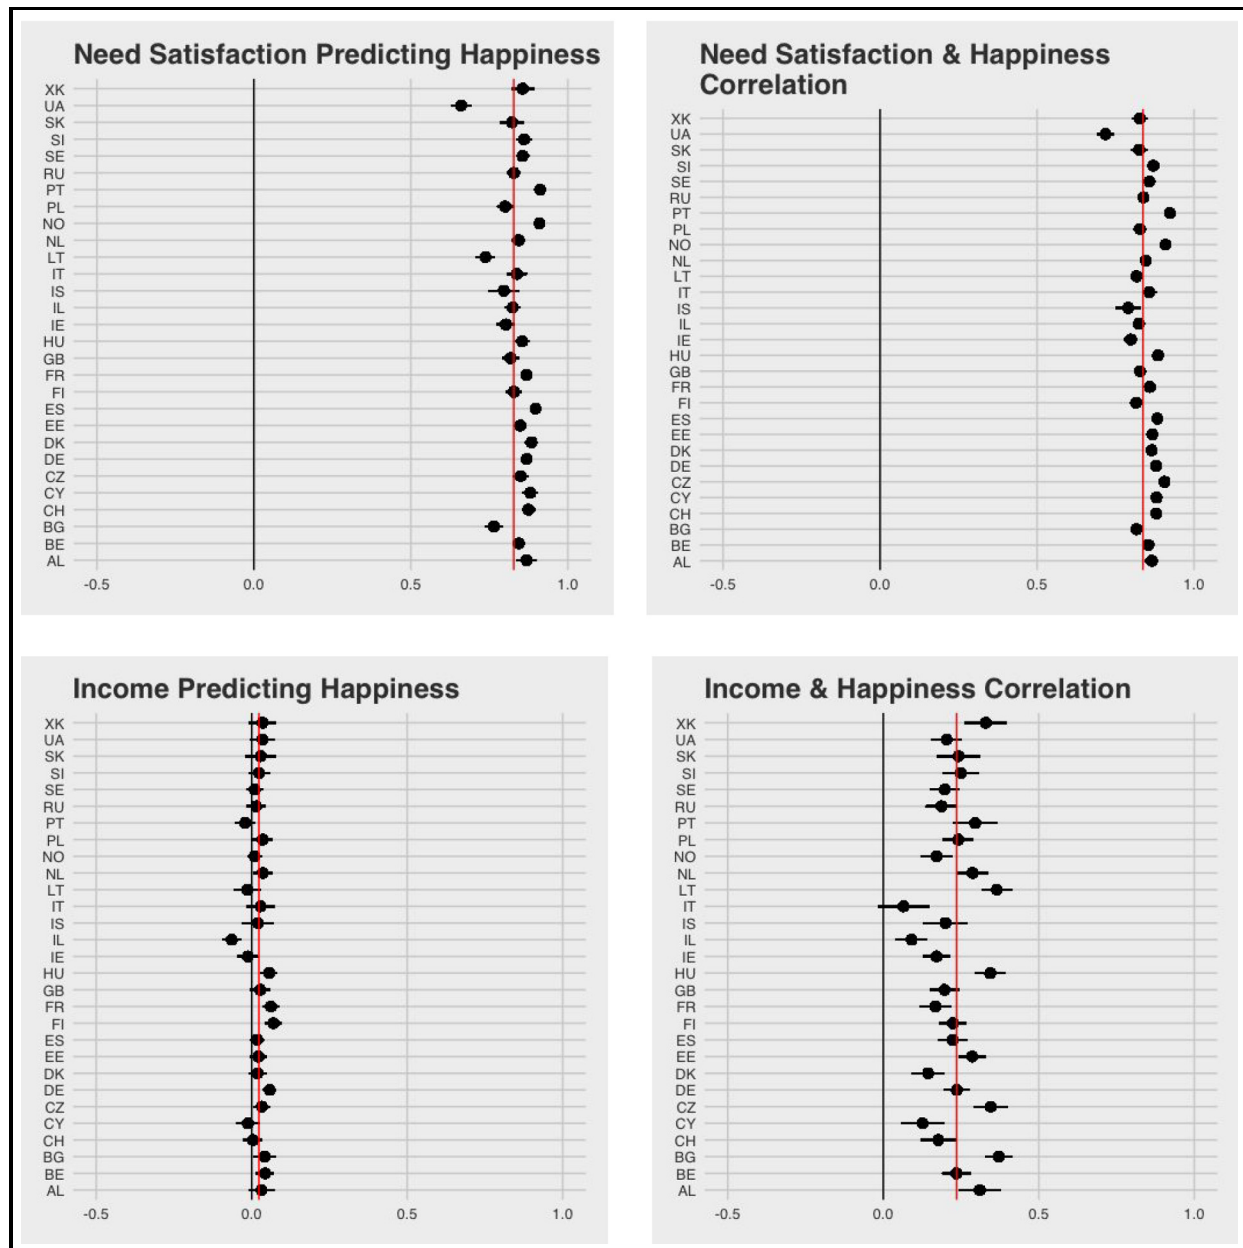 Need Satisfaction Predicting Happiness
XK
UA
SK
SI
SE
RU
PT
PL
NO
NL
LT
IT
IS
IL
IE
HU
GB
FR
FI
ES
EE
DK
DE
CZ
CY
CH
BG
BE
AL
-0.5 0.0 0.5 1.0
Need Satisfaction & Happiness
Correlation
XK
UA
SK
SI
SE
RU
PT
PL
NO
NL
LT
IT
IS
IL
IE
HU
GB
FR
FI
ES
EE
DK
DE
CZ
CY
CH
BG
BE
AL
-0.5 0.0 0.5 1.0
Income Predicting Happiness
XK
UA
SK
SI
SE
RU
PT
PL
NO
NL
LT
IT
IS
IL
IE
HU
GB
FR
FI
ES
EE
DK
DE
CZ
CY
CH
BG
BE
AL
-0.5 0.0 0.5 1.0
Income & Happiness Correlation
XK
UA
SK
SI
SE
RU
PT
PL
NO
NL
LT
IT
IS
IL
IE
HU
GB
FR
FI
ES
EE
DK
DE
CZ
CY
CH
BG
BE
AL
-0.5 0.0 0.5 1.0